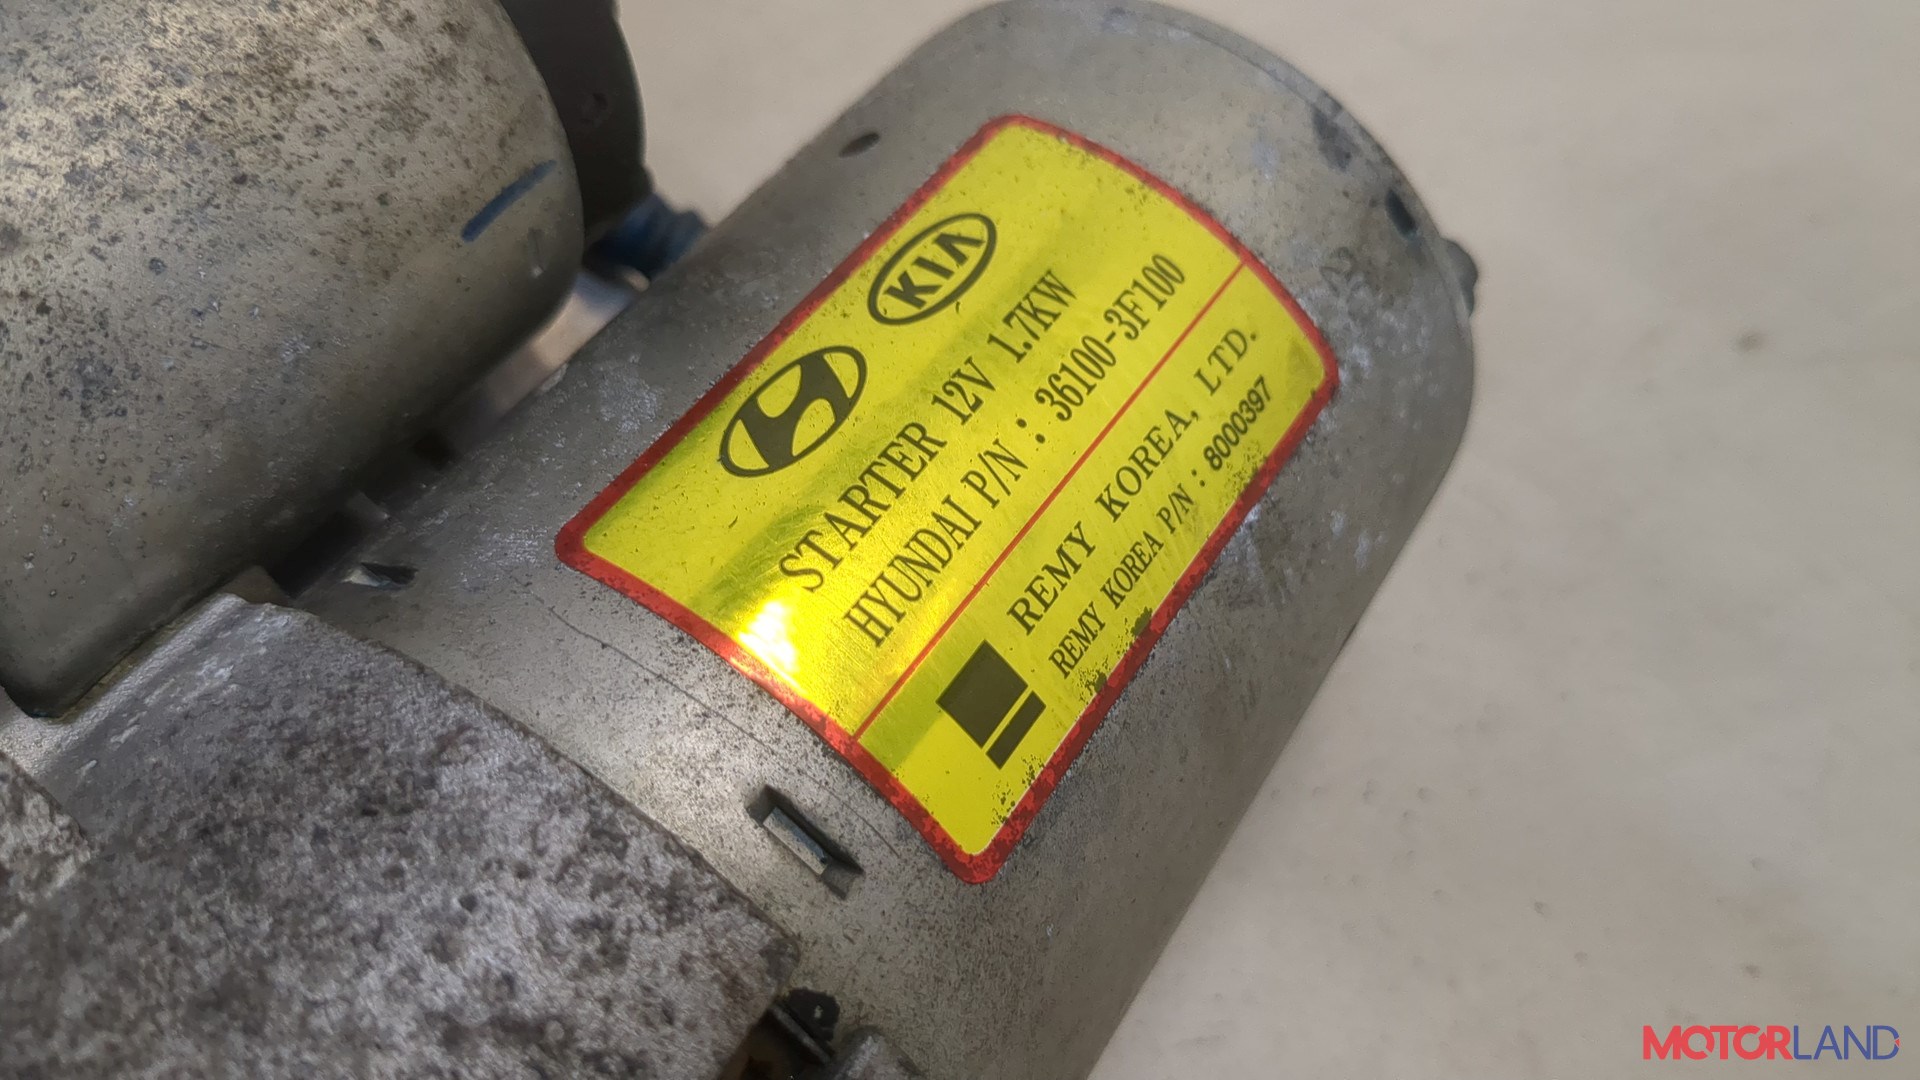 KIA
STARTER 12V 1.7KW
HYUNDAI P/N : 36100-3F100
REMY KOREA, LTD.
REMY KOREA P/N : 8000397
MOTORLAND